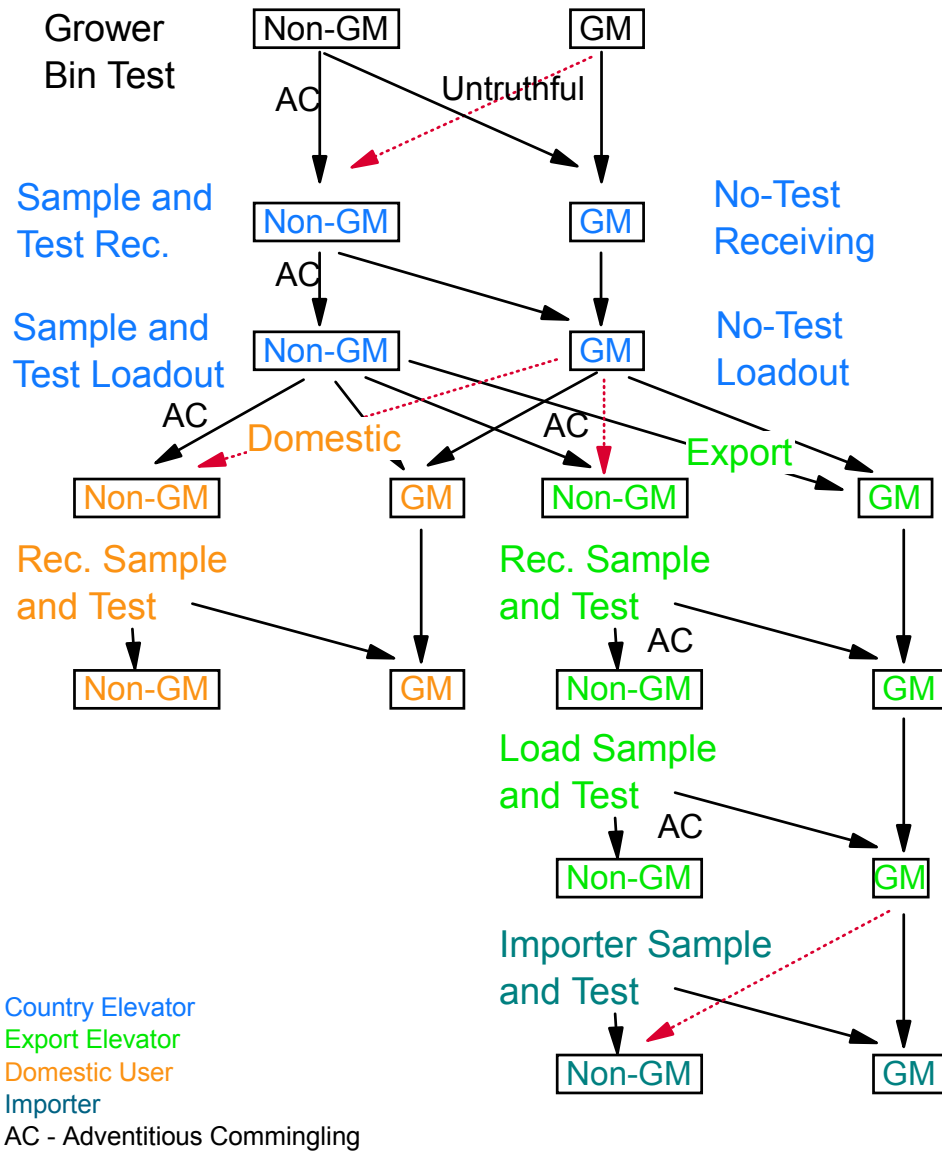 Grower
Bin Test
Non-GM
GM
AC
Untruthful
Sample and
Test Rec.
Non-GM
GM
No-Test
Receiving
AC
Sample and
Test Loadout
Non-GM
GM
No-Test
Loadout
AC
Domestic
AC
Export
Non-GM
GM
Non-GM
GM
Rec. Sample
and Test
Rec. Sample
and Test
AC
Non-GM
GM
Non-GM
GM
Load Sample
and Test
AC
Non-GM
GM
Importer Sample
and Test
Non-GM
GM
Country Elevator
Export Elevator
Domestic User
Importer
AC - Adventitious Commingling